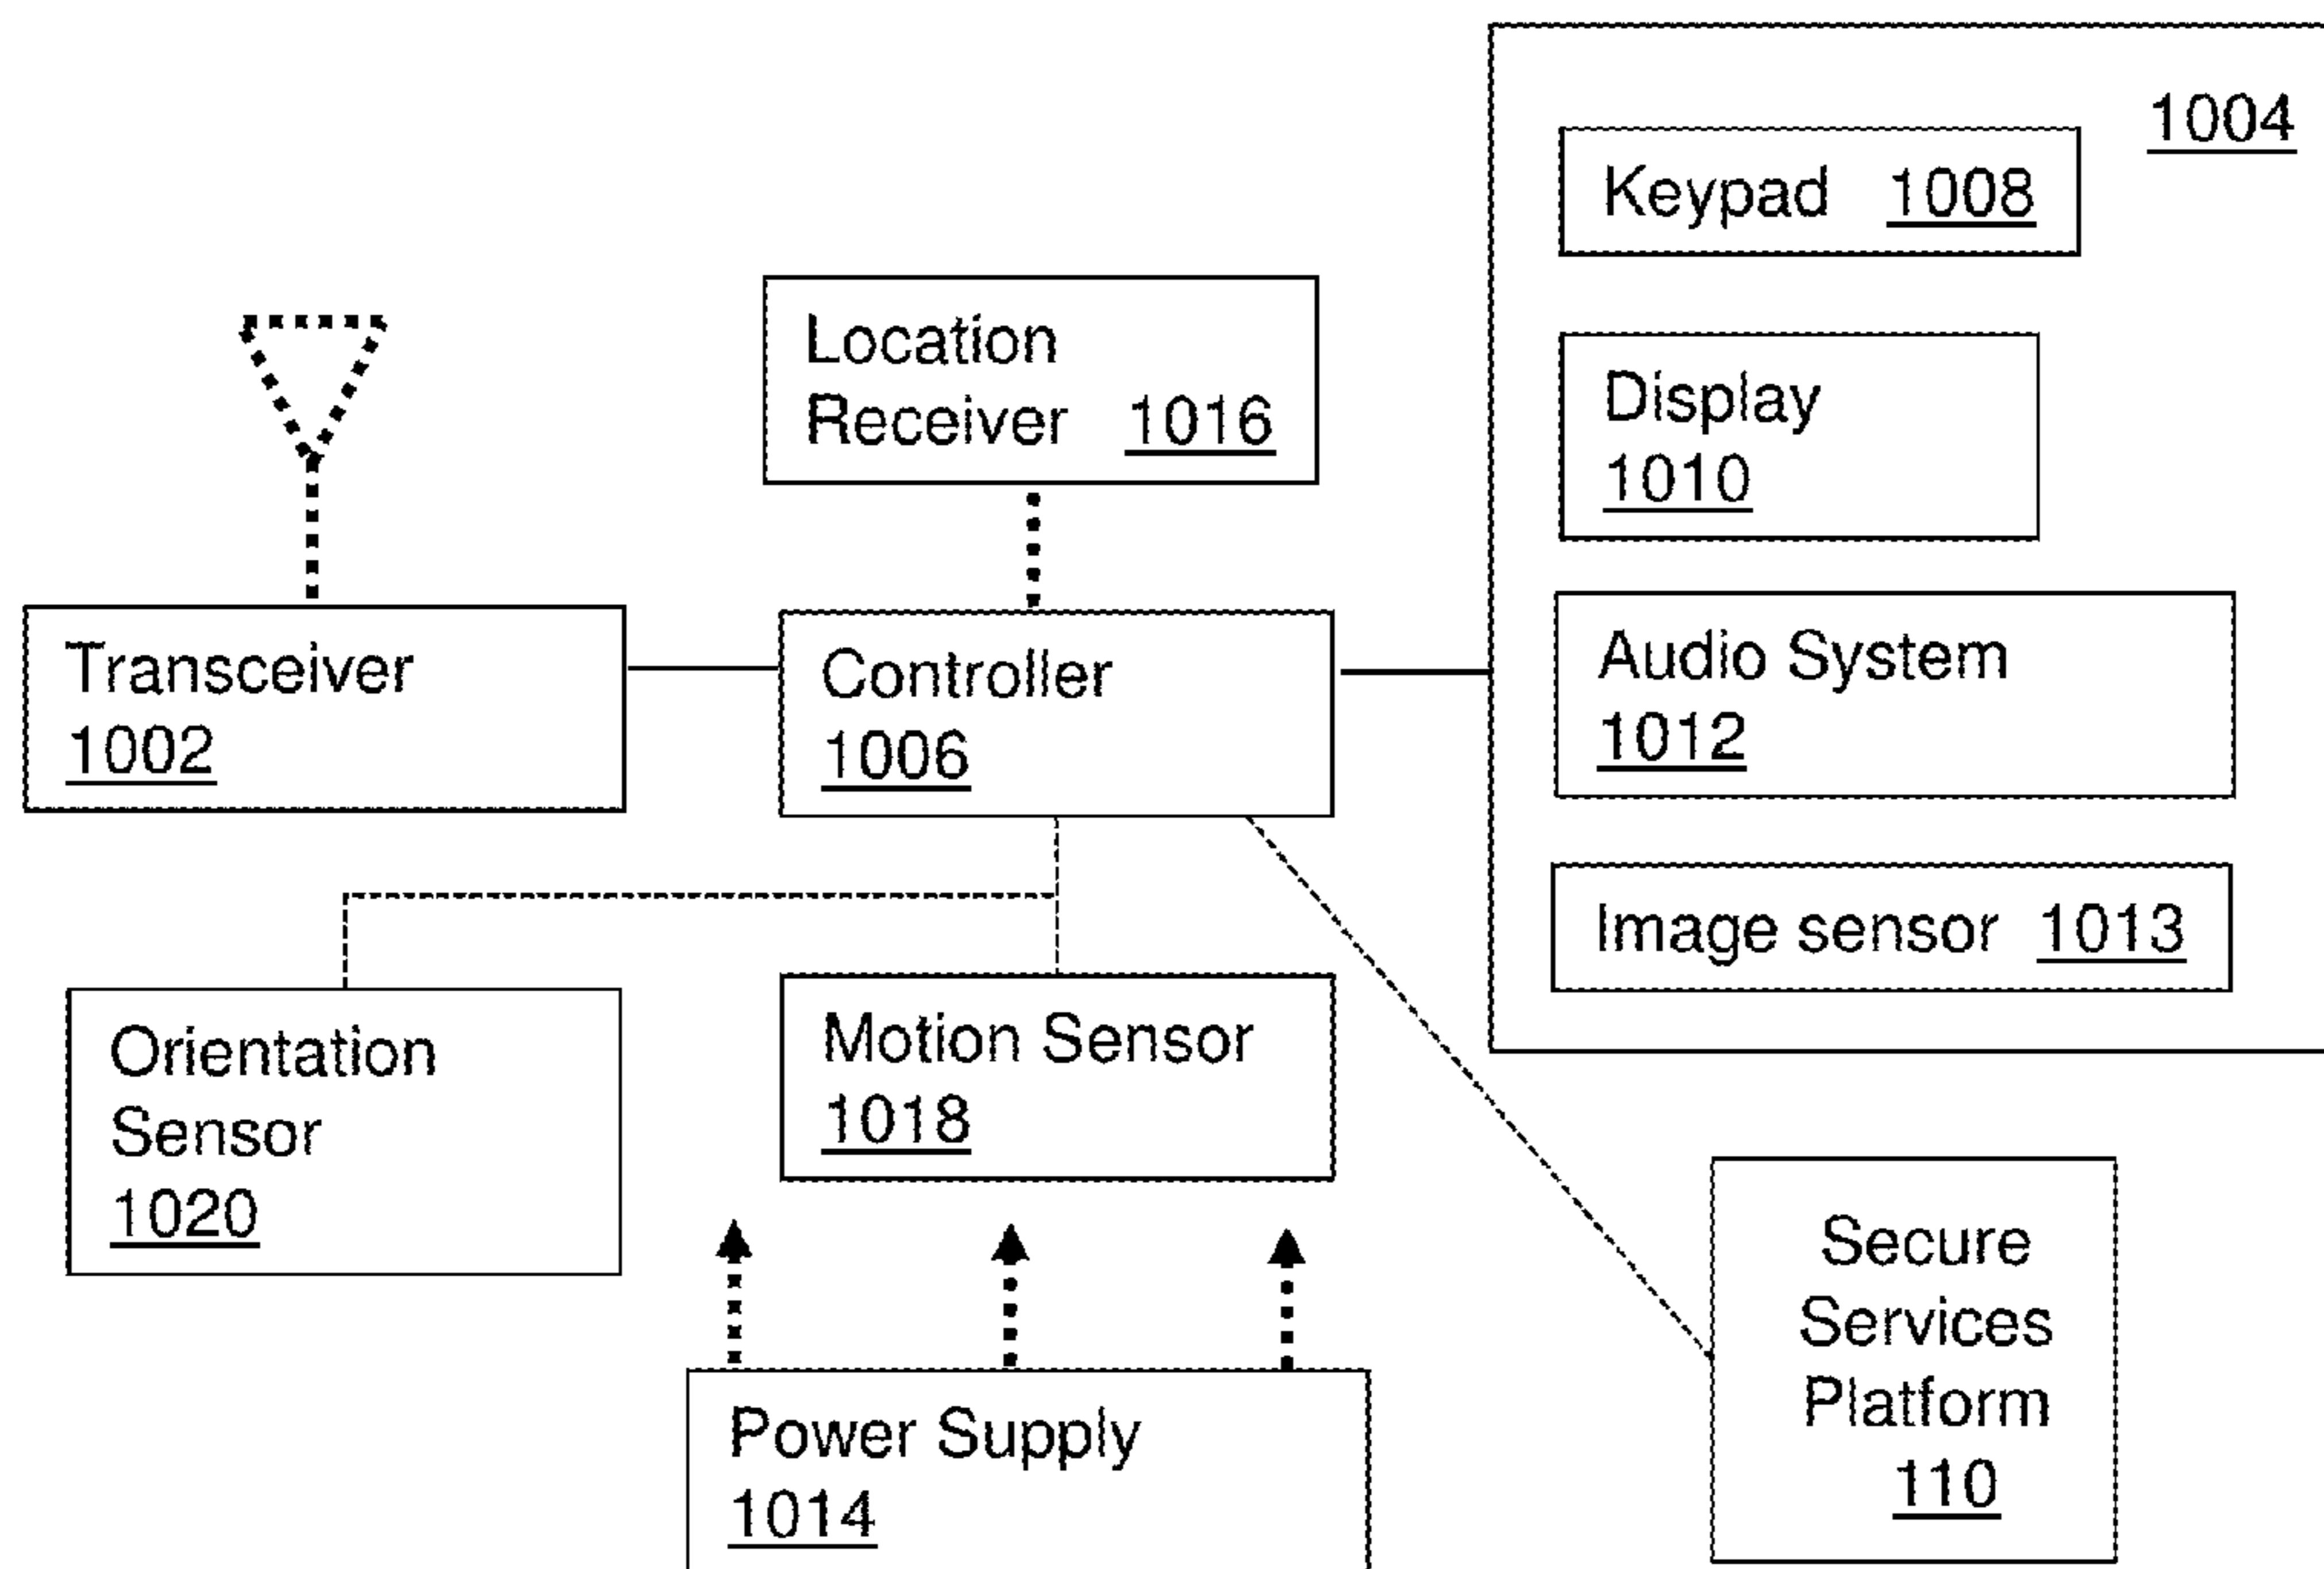 1004
Keypad 1008
Location
Receiver 1016
Display
1010
Transceiver
1002
Controller
1006
Audio System
1012
Image sensor 1013
Orientation
Sensor
1020
Motion Sensor
1018
Secure
Services
Platform
110
Power Supply
1014